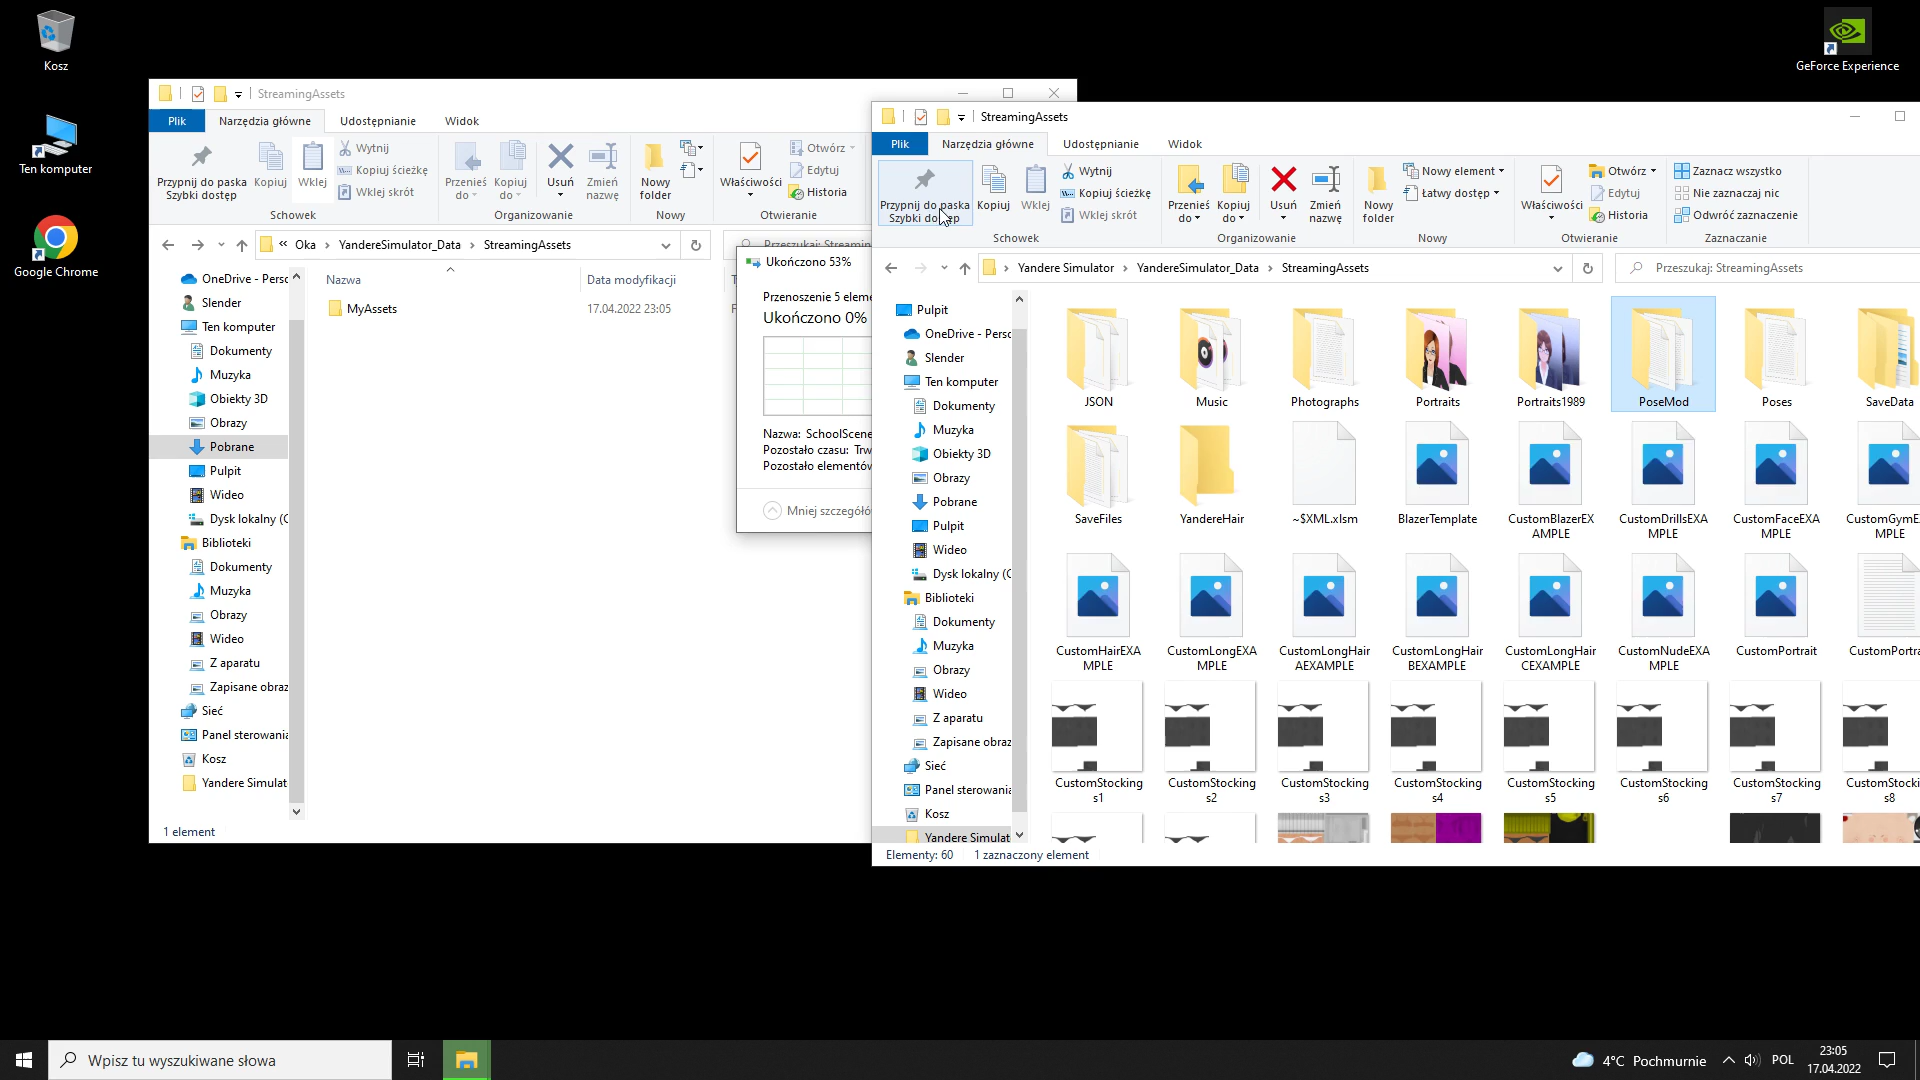 Kosz
Ten komputer
Google Chrome
GeForce Experience
StreamingAssets
Plik
Narzędzia główne
Udostępnianie
Widok
Przypnij do paska Szybki dostęp
Kopiuj
Wklej
Wytnij
Kopiuj ścieżkę
Wklej skrót
Schowek
Przenieś do
Kopiuj do
Usuń
Zmień nazwę
Organizowanie
Nowy folder
Nowy
Właściwości
Otwórz
Edytuj
Historia
Otwieranie
« Oka › YandereSimulator_Data › StreamingAssets
OneDrive - Perso
Slender
Ten komputer
Dokumenty
Muzyka
Obiekty 3D
Obrazy
Pobrane
Pulpit
Wideo
Dysk lokalny (C
Biblioteki
Dokumenty
Muzyka
Obrazy
Wideo
Z aparatu
Zapisane obraz
Sieć
Panel sterowania
Kosz
Yandere Simulat
Nazwa
Data modyfikacji
MyAssets
17.04.2022 23:05
1 element
Ukończono 53%
Przenoszenie 5 eleme
Ukończono 0%
Nazwa: SchoolScene
Pozostało czasu: Trw
Pozostało elementów
Mniej szczegółó
StreamingAssets
Plik
Narzędzia główne
Udostępnianie
Widok
Przypnij do paska
Kopiuj
Wklej
Wytnij
Kopiuj ścieżkę
Wklej skrót
Schowek
Przenieś do
Kopiuj do
Usuń
Zmień nazwę
Organizowanie
Nowy folder
Nowy element
Łatwy dostęp
Nowy
Właściwości
Otwórz
Edytuj
Historia
Otwieranie
Zaznacz wszystko
Nie zaznaczaj nic
Odwróć zaznaczenie
Zaznaczanie
› Yandere Simulator › YandereSimulator_Data › StreamingAssets
Przeszukaj: StreamingAssets
Pulpit
OneDrive - Perso
Slender
Ten komputer
Dokumenty
Muzyka
Obiekty 3D
Obrazy
Pobrane
Pulpit
Wideo
Dysk lokalny (C
Biblioteki
Dokumenty
Muzyka
Obrazy
Wideo
Z aparatu
Zapisane obraz
Sieć
Panel sterowania
Kosz
Yandere Simulat
JSON
Music
Photographs
Portraits
Portraits1989
PoseMod
Poses
SaveData
SaveFiles
YandereHair
~$XML.xlsm
BlazerTemplate
CustomBlazerEXAMPLE
CustomDrillsEXAMPLE
CustomFaceEXAMPLE
CustomGymEXAMPLE
CustomHairEXAMPLE
CustomLongEXAMPLE
CustomLongHairAEXAMPLE
CustomLongHairBEXAMPLE
CustomLongHairCEXAMPLE
CustomNudeEXAMPLE
CustomPortrait
CustomPortra
CustomStockings1
CustomStockings2
CustomStockings3
CustomStockings4
CustomStockings5
CustomStockings6
CustomStockings7
CustomStockings8
Elementy: 60
1 zaznaczony element
Wpisz tu wyszukiwane słowa
4°C Pochmurnie
POL
23:05
17.04.2022